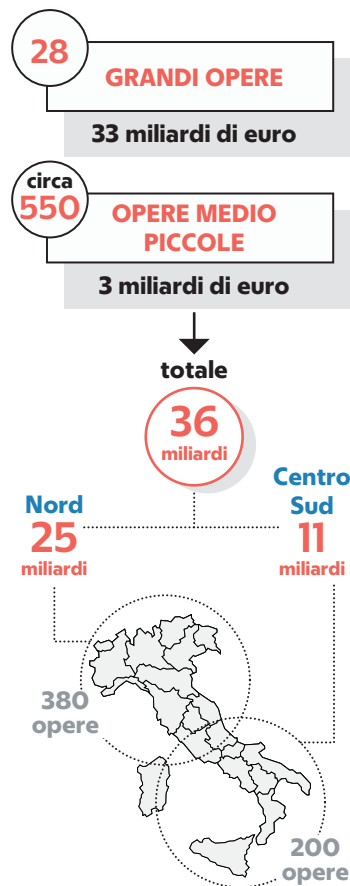 28
GRANDI OPERE
33 miliardi di euro
circa
550
OPERE MEDIO
PICCOLE
3 miliardi di euro
totale
36
miliardi
Nord
25
miliardi
Centro
Sud
11
miliardi
380
opere
200
opere